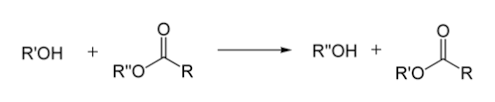 R'OH + R"O O R R"OH + R'O O R